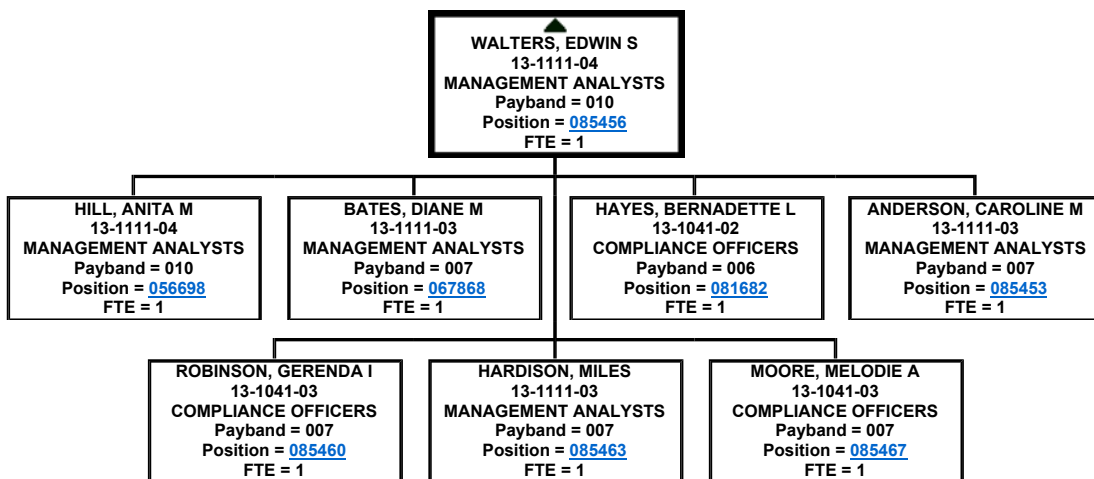 WALTERS, EDWIN S
13-1111-04
MANAGEMENT ANALYSTS
Payband = 010
Position = 085456
FTE = 1
HILL, ANITA M
13-1111-04
MANAGEMENT ANALYSTS
Payband = 010
Position = 056698
FTE = 1
BATES, DIANE M
13-1111-03
MANAGEMENT ANALYSTS
Payband = 007
Position = 067868
FTE = 1
HAYES, BERNADETTE L
13-1041-02
COMPLIANCE OFFICERS
Payband = 006
Position = 081682
FTE = 1
ANDERSON, CAROLINE M
13-1111-03
MANAGEMENT ANALYSTS
Payband = 007
Position = 085453
FTE = 1
ROBINSON, GERENDA I
13-1041-03
COMPLIANCE OFFICERS
Payband = 007
Position = 085460
FTE = 1
HARDISON, MILES
13-1111-03
MANAGEMENT ANALYSTS
Payband = 007
Position = 085463
FTE = 1
MOORE, MELODIE A
13-1041-03
COMPLIANCE OFFICERS
Payband = 007
Position = 085467
FTE = 1